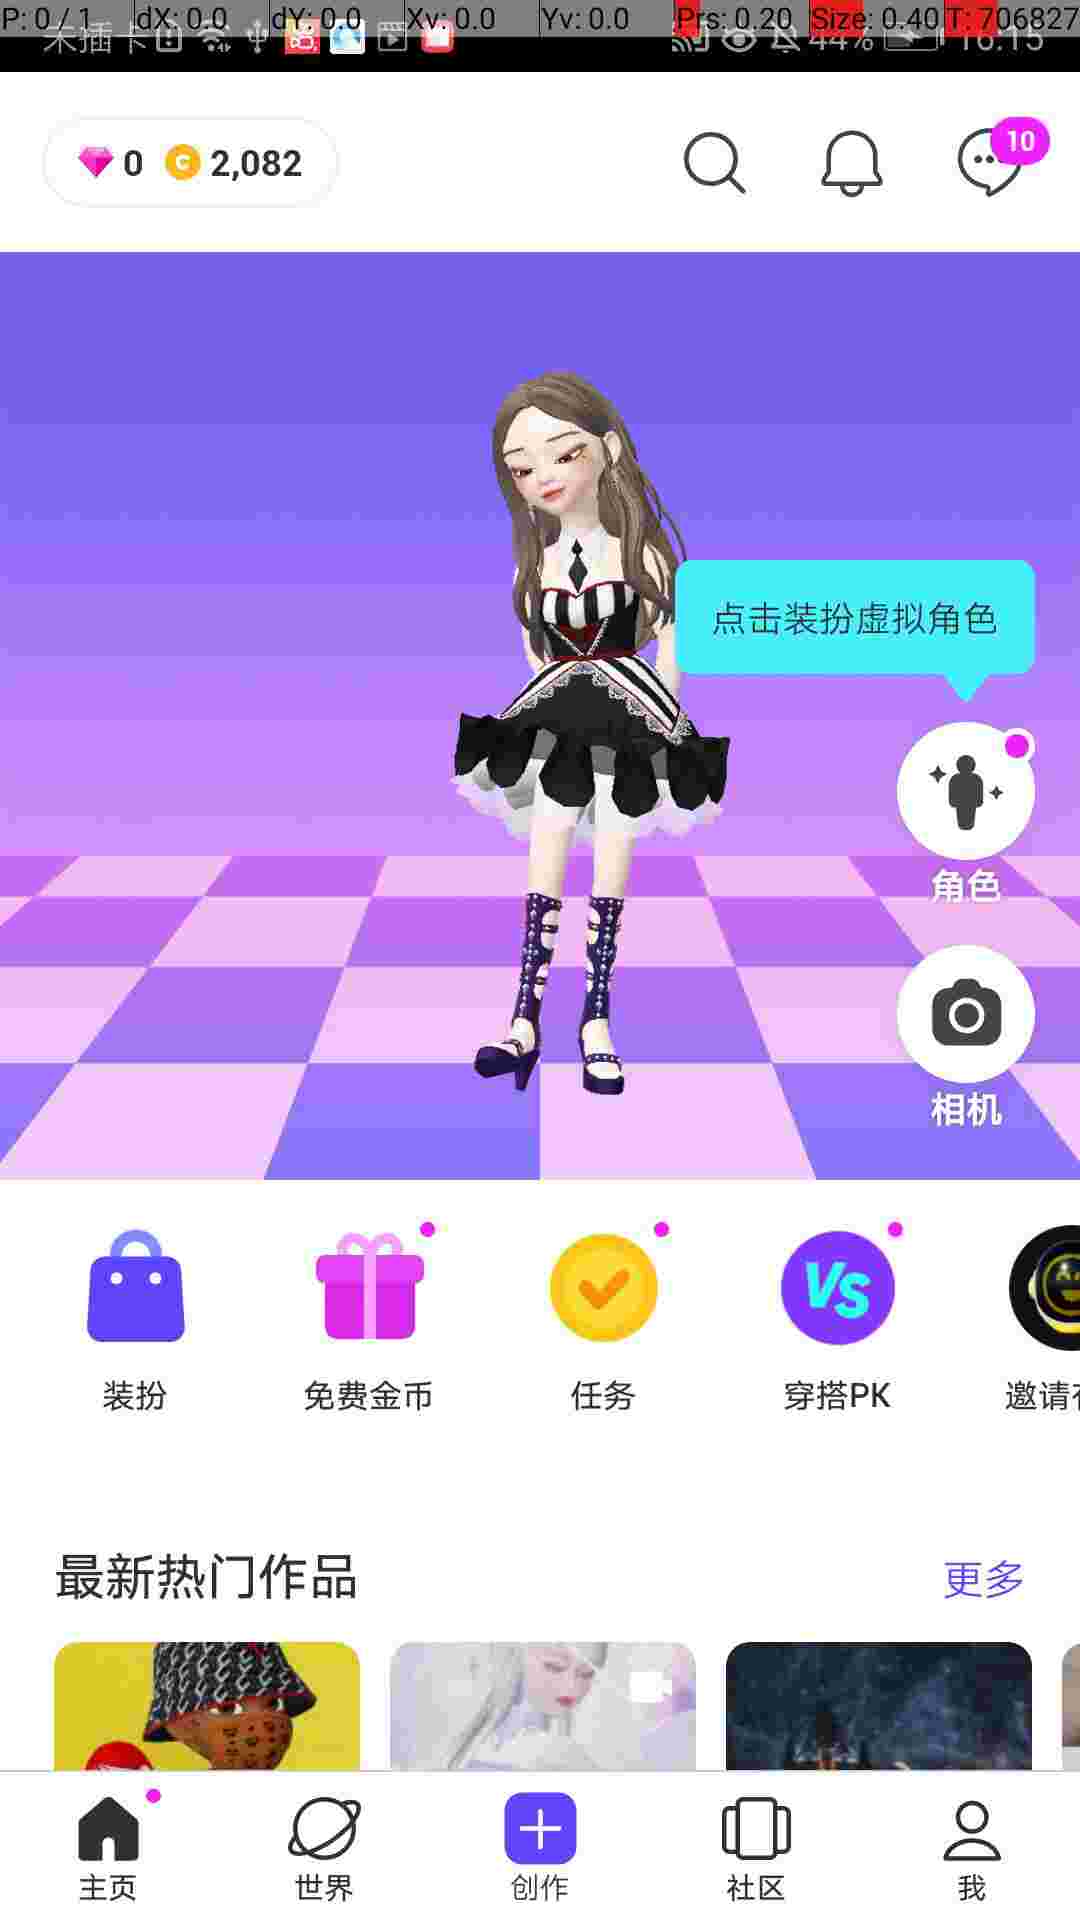 P: 0 / 1 dX: 0.0 dY: 0.0 Xv: 0.0 Yv: 0.0 Prs: 0.20 Size: 0.40 T: 706827
未插卡 44% 16:15
0 2,082 10
点击装扮虚拟角色
角色
相机
VS
装扮 免费金币 任务 穿搭PK 邀请
最新热门作品 更多
主页 世界 创作 社区 我